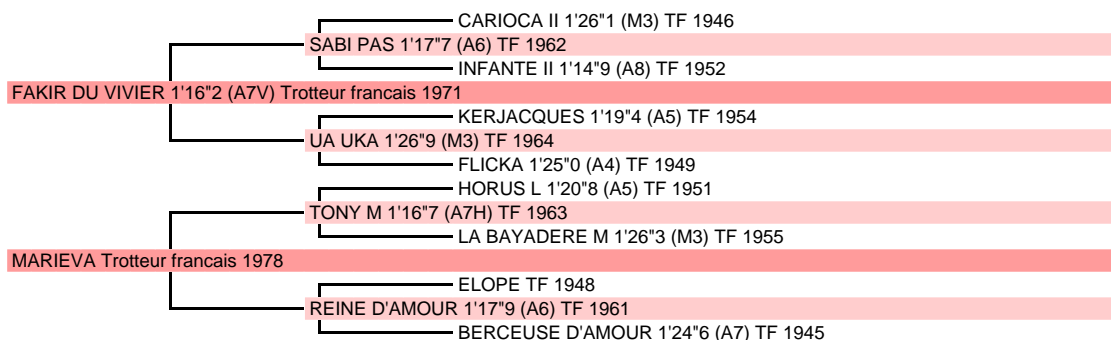 CARIOCA II 1'26"1 (M3) TF 1946
SABI PAS 1'17"7 (A6) TF 1962
INFANTE II 1'14"9 (A8) TF 1952
FAKIR DU VIVIER 1'16"2 (A7V) Trotteur francais 1971
KERJACQUES 1'19"4 (A5) TF 1954
UA UKA 1'26"9 (M3) TF 1964
FLICKA 1'25"0 (A4) TF 1949
HORUS L 1'20"8 (A5) TF 1951
TONY M 1'16"7 (A7H) TF 1963
LA BAYADERE M 1'26"3 (M3) TF 1955
MARIEVA Trotteur francais 1978
ELOPE TF 1948
REINE D'AMOUR 1'17"9 (A6) TF 1961
BERCEUSE D'AMOUR 1'24"6 (A7) TF 1945